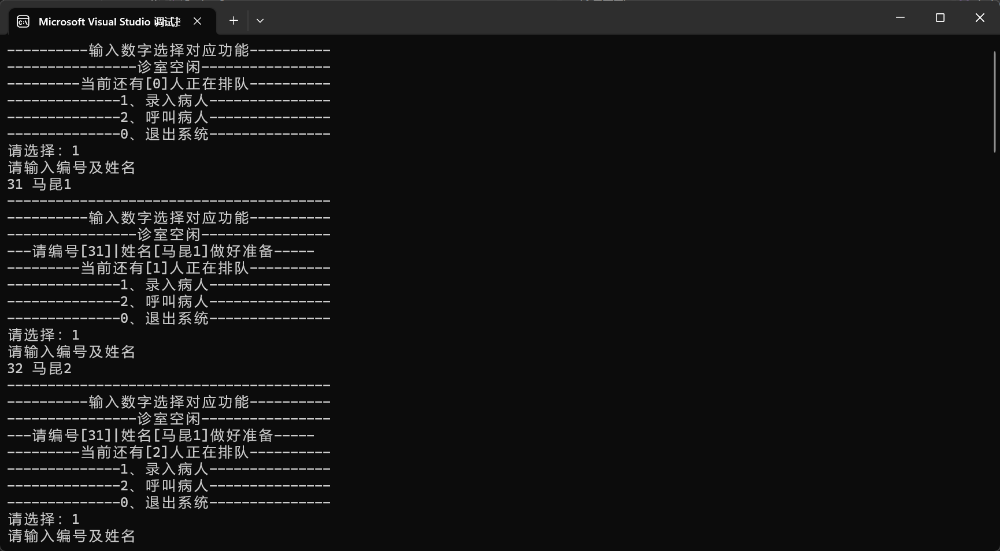 Microsoft Visual Studio 调试
----------输入数字选择对应功能----------
----------------诊室空闲----------------
---------当前还有[0]人正在排队----------
--------------1、录入病人---------------
--------------2、呼叫病人---------------
--------------0、退出系统---------------
请选择：1
请输入编号及姓名
31 马昆1
----------------------------------------
----------输入数字选择对应功能----------
----------------诊室空闲----------------
---请编号[31]|姓名[马昆1]做好准备-----
---------当前还有[1]人正在排队----------
--------------1、录入病人---------------
--------------2、呼叫病人---------------
--------------0、退出系统---------------
请选择：1
请输入编号及姓名
32 马昆2
----------------------------------------
----------输入数字选择对应功能----------
----------------诊室空闲----------------
---请编号[31]|姓名[马昆1]做好准备-----
---------当前还有[2]人正在排队----------
--------------1、录入病人---------------
--------------2、呼叫病人---------------
--------------0、退出系统---------------
请选择：1
请输入编号及姓名